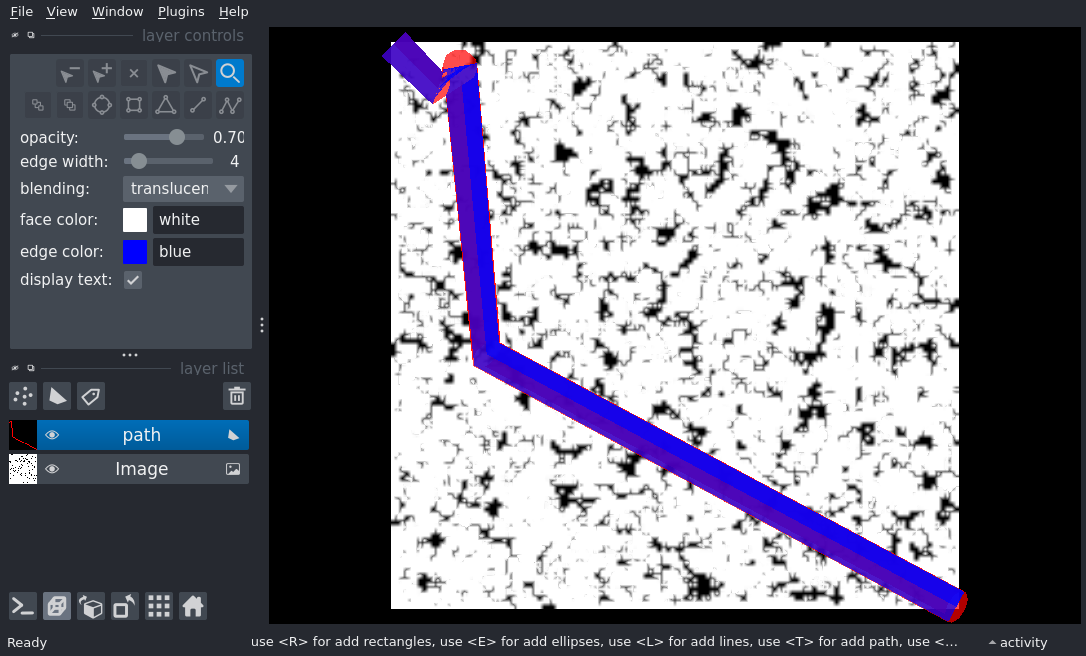 File View Window Plugins Help
layer controls
opacity: 0.70
edge width: 4
blending: translucen
face color: white
edge color: blue
display text:
layer list
path
Image
Ready use <R> for add rectangles, use <E> for add ellipses, use <L> for add lines, use <T> for add path, use <... activity